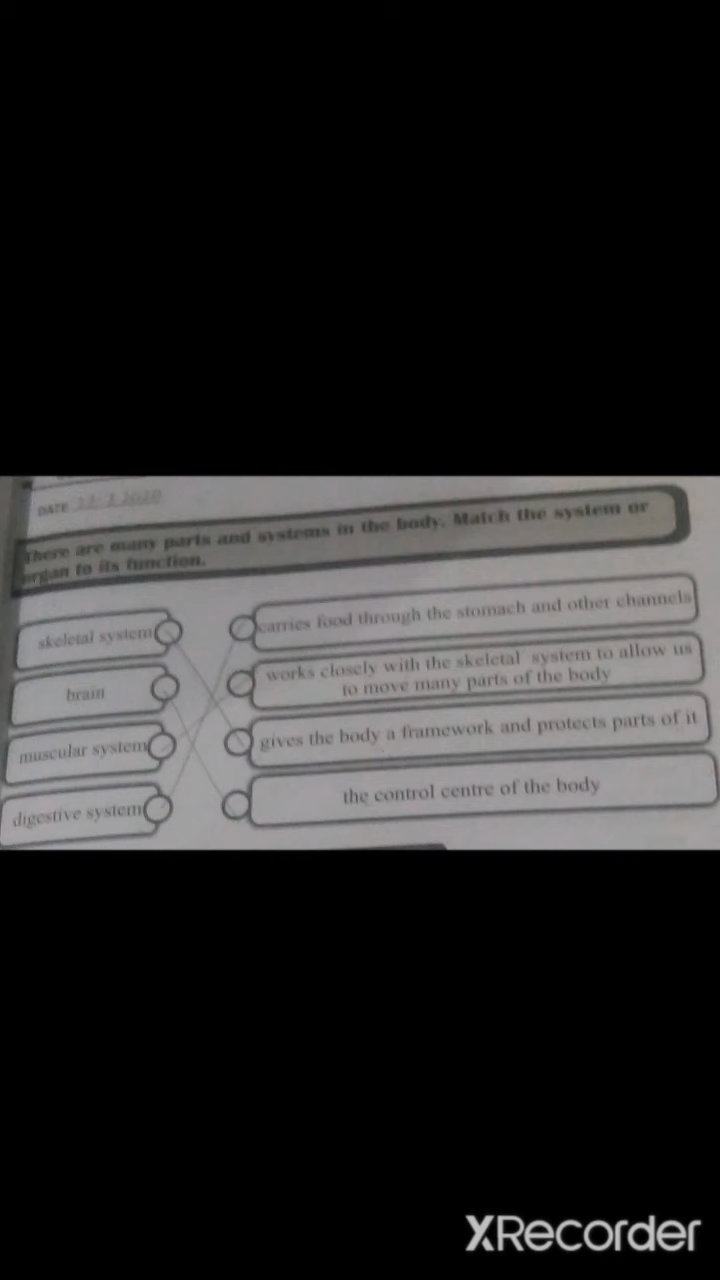 DATE
There are many parts and systems in the body. Match the system or
organ to its function.
skeletal system
carries food through the stomach and other channels
brain
works closely with the skeletal system to allow us
to move many parts of the body
muscular system
gives the body a framework and protects parts of it
digestive system
the control centre of the body
XRecorder